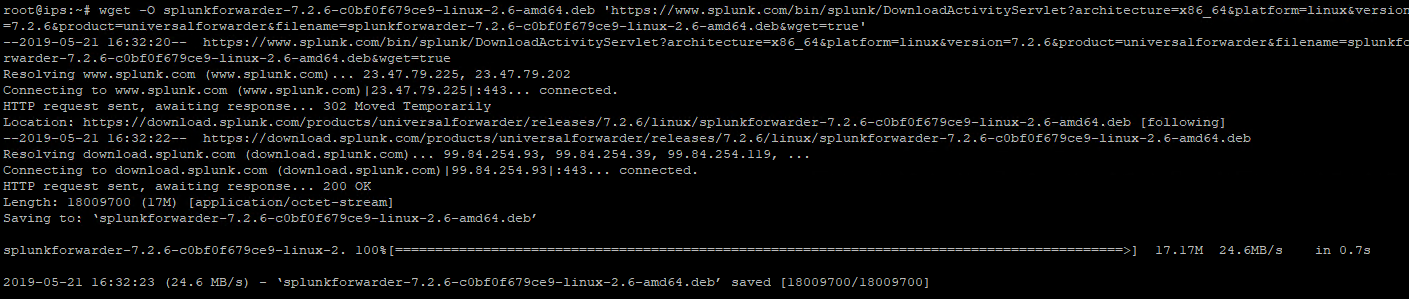 root@ips:~# wget -O splunkforwarder-7.2.6-c0bf0f679ce9-linux-2.6-amd64.deb 'https://www.splunk.com/bin/splunk/DownloadActivityServlet?architecture=x86_64&platform=linux&version
=7.2.6&product=universalforwarder&filename=splunkforwarder-7.2.6-c0bf0f679ce9-linux-2.6-amd64.deb&wget=true'
--2019-05-21 16:32:20--  https://www.splunk.com/bin/splunk/DownloadActivityServlet?architecture=x86_64&platform=linux&version=7.2.6&product=universalforwarder&filename=splunkfo
rwarder-7.2.6-c0bf0f679ce9-linux-2.6-amd64.deb&wget=true
Resolving www.splunk.com (www.splunk.com)... 23.47.79.225, 23.47.79.202
Connecting to www.splunk.com (www.splunk.com)|23.47.79.225|:443... connected.
HTTP request sent, awaiting response... 302 Moved Temporarily
Location: https://download.splunk.com/products/universalforwarder/releases/7.2.6/linux/splunkforwarder-7.2.6-c0bf0f679ce9-linux-2.6-amd64.deb [following]
--2019-05-21 16:32:22--  https://download.splunk.com/products/universalforwarder/releases/7.2.6/linux/splunkforwarder-7.2.6-c0bf0f679ce9-linux-2.6-amd64.deb
Resolving download.splunk.com (download.splunk.com)... 99.84.254.93, 99.84.254.39, 99.84.254.119, ...
Connecting to download.splunk.com (download.splunk.com)|99.84.254.93|:443... connected.
HTTP request sent, awaiting response... 200 OK
Length: 18009700 (17M) [application/octet-stream]
Saving to: ‘splunkforwarder-7.2.6-c0bf0f679ce9-linux-2.6-amd64.deb’
splunkforwarder-7.2.6-c0bf0f679ce9-linux-2. 100%[===========================================================================================>]  17.17M  24.6MB/s    in 0.7s
2019-05-21 16:32:23 (24.6 MB/s) - ‘splunkforwarder-7.2.6-c0bf0f679ce9-linux-2.6-amd64.deb’ saved [18009700/18009700]